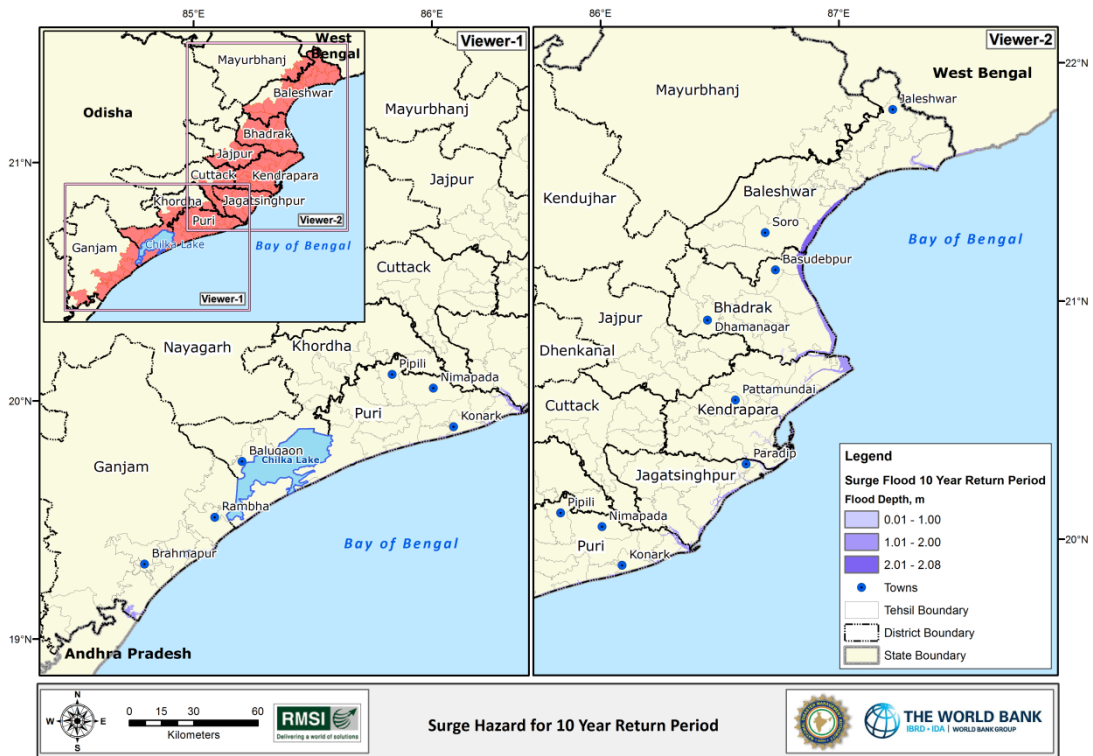 85°E
86°E
86°E
87°E
Viewer-1
Viewer-2
West
Bengal
Mayurbhanj
Baleshwar
Odisha
Bhadrak
Jajpur
Cuttack
Kendrapara
Khordha
Jagatsinghpur
Puri
Viewer-2
Ganjam
Chilka Lake
Bay of Bengal
Viewer-1
21°N
20°N
19°N
Mayurbhanj
Jajpur
Cuttack
Nayagarh
Khordha
Pipili
Nimapada
Puri
Konark
Balugaon
Chilka Lake
Ganjam
Rambha
Bay of Bengal
Brahmapur
Andhra Pradesh
22°N
21°N
20°N
West Bengal
Mayurbhanj
Jaleshwar
Kendujhar
Baleshwar
Soro
Bay of Bengal
Basudebpur
Bhadrak
Jajpur
Dhamanagar
Dhenkanal
Pattamundai
Kendrapara
Cuttack
Paradip
Jagatsinghpur
Pipili
Nimapada
Puri
Konark
Legend
Surge Flood 10 Year Return Period
Flood Depth, m
0.01 - 1.00
1.01 - 2.00
2.01 - 2.08
Towns
Tehsil Boundary
District Boundary
State Boundary
N
W
E
S
0 15 30 60
Kilometers
RMSI
Delivering a world of solutions
Surge Hazard for 10 Year Return Period
THE WORLD BANK
IBRD • IDA | WORLD BANK GROUP